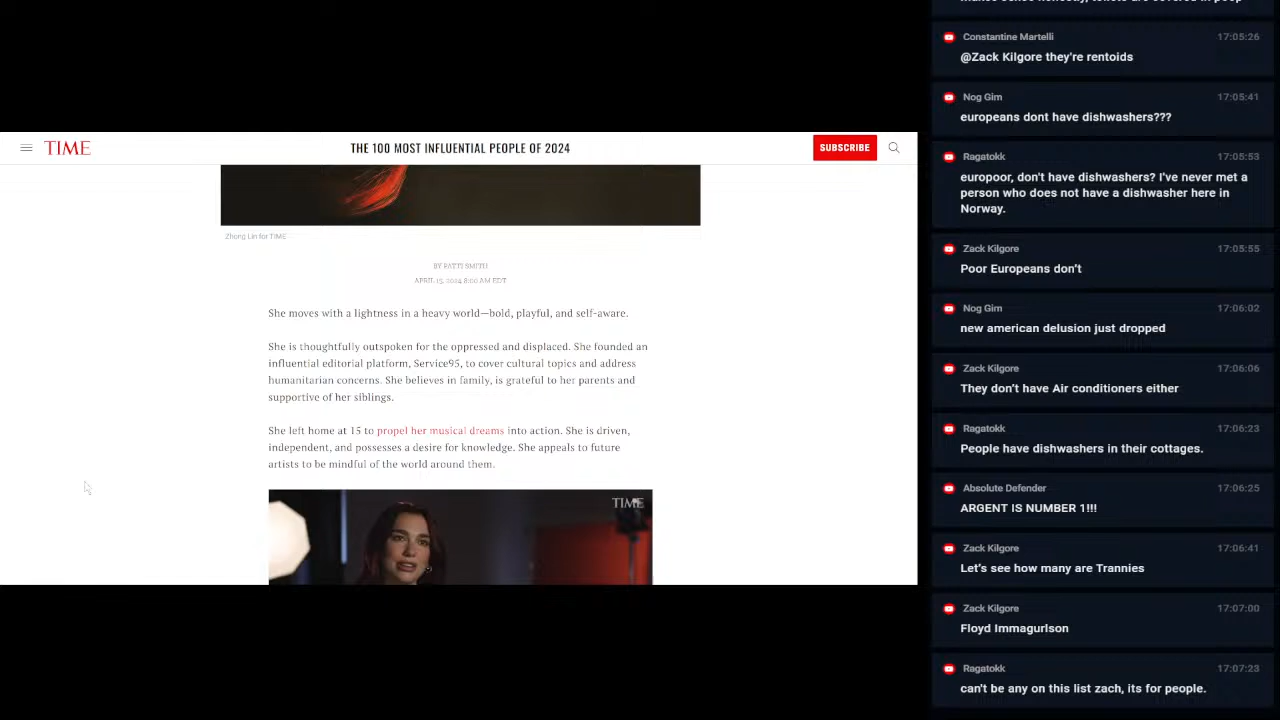 TIME
THE 100 MOST INFLUENTIAL PEOPLE OF 2024
SUBSCRIBE
Zhong Lin for TIME
BY PATTI SMITH
APRIL 15, 2024 8:00 AM EDT
She moves with a lightness in a heavy world—bold, playful, and self-aware.
She is thoughtfully outspoken for the oppressed and displaced. She founded an
influential editorial platform, Service95, to cover cultural topics and address
humanitarian concerns. She believes in family, is grateful to her parents and
supportive of her siblings.
She left home at 15 to propel her musical dreams into action. She is driven,
independent, and possesses a desire for knowledge. She appeals to future
artists to be mindful of the world around them.
TIME
Constantine Martelli 17:05:26
@Zack Kilgore they're rentoids
Nog Gim 17:05:41
europeans dont have dishwashers???
Ragatokk 17:05:53
europoor, don't have dishwashers? I've never met a
person who does not have a dishwasher here in
Norway.
Zack Kilgore 17:05:55
Poor Europeans don't
Nog Gim 17:06:02
new american delusion just dropped
Zack Kilgore 17:06:06
They don't have Air conditioners either
Ragatokk 17:06:23
People have dishwashers in their cottages.
Absolute Defender 17:06:25
ARGENT IS NUMBER 1!!!
Zack Kilgore 17:06:41
Let's see how many are Trannies
Zack Kilgore 17:07:00
Floyd Immagurlson
Ragatokk 17:07:23
can't be any on this list zach, its for people.